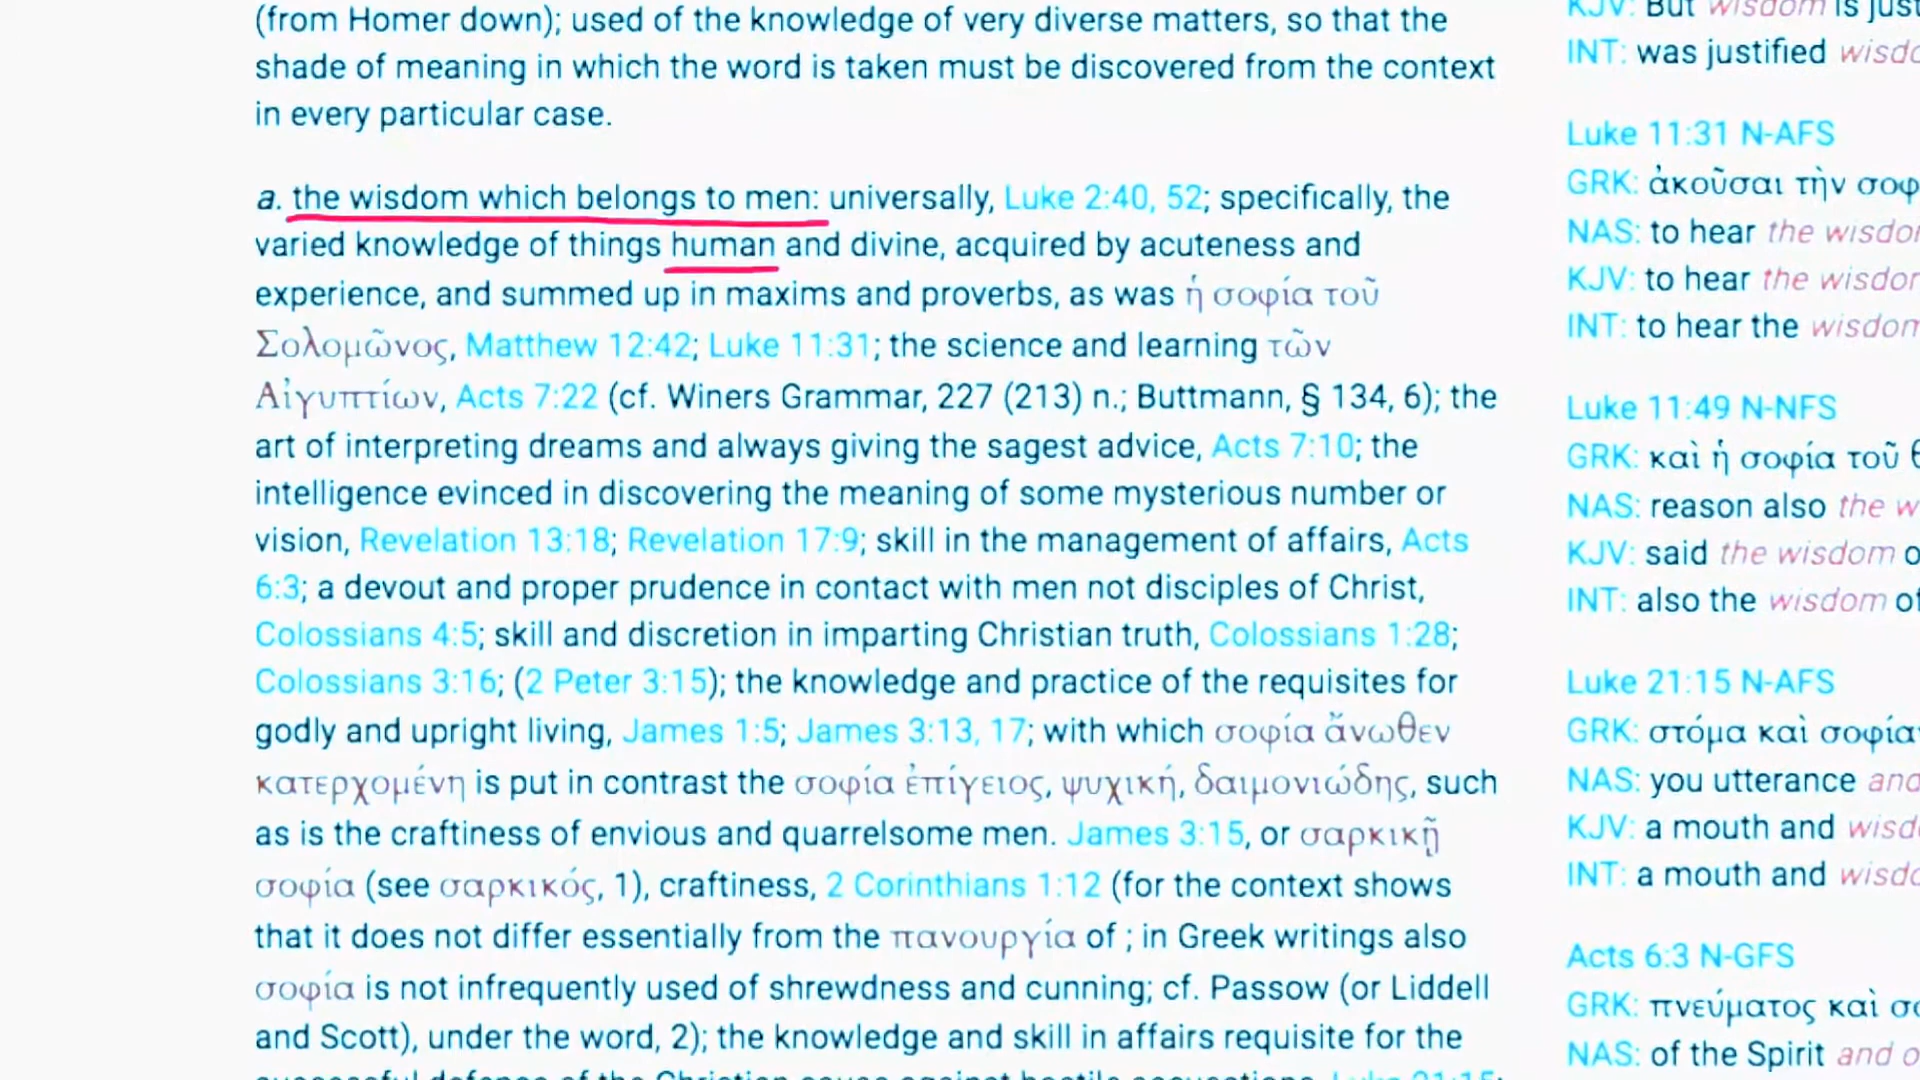 (from Homer down); used of the knowledge of very diverse matters, so that the
shade of meaning in which the word is taken must be discovered from the context
in every particular case.
a. the wisdom which belongs to men: universally, Luke 2:40, 52; specifically, the
varied knowledge of things human and divine, acquired by acuteness and
experience, and summed up in maxims and proverbs, as was ἡ σοφία τοῦ
Σολομῶνος, Matthew 12:42; Luke 11:31; the science and learning τῶν
Αἰγυπτίων, Acts 7:22 (cf. Winers Grammar, 227 (213) n.; Buttmann, § 134, 6); the
art of interpreting dreams and always giving the sagest advice, Acts 7:10; the
intelligence evinced in discovering the meaning of some mysterious number or
vision, Revelation 13:18; Revelation 17:9; skill in the management of affairs, Acts
6:3; a devout and proper prudence in contact with men not disciples of Christ,
Colossians 4:5; skill and discretion in imparting Christian truth, Colossians 1:28;
Colossians 3:16; (2 Peter 3:15); the knowledge and practice of the requisites for
godly and upright living, James 1:5; James 3:13, 17; with which σοφία ἄνωθεν
κατερχομένη is put in contrast the σοφία ἐπίγειος, ψυχική, δαιμονιώδης, such
as is the craftiness of envious and quarrelsome men. James 3:15, or σαρκικῇ
σοφία (see σαρκικός, 1), craftiness, 2 Corinthians 1:12 (for the context shows
that it does not differ essentially from the πανουργία of ; in Greek writings also
σοφία is not infrequently used of shrewdness and cunning; cf. Passow (or Liddell
and Scott), under the word, 2); the knowledge and skill in affairs requisite for the
KJV: But wisdom is
INT: was justified
Luke 11:31 N-AFS
GRK: ἀκοῦσαι τὴν
NAS: to hear the
KJV: to hear the
INT: to hear the wisdom
Luke 11:49 N-NFS
GRK: καὶ ἡ σοφία τοῦ
NAS: reason also the
KJV: said the wisdom
INT: also the wisdom
Luke 21:15 N-AFS
GRK: στόμα καὶ σοφίαν
NAS: you utterance and
KJV: a mouth and
INT: a mouth and
Acts 6:3 N-GFS
GRK: πνεύματος καὶ
NAS: of the Spirit and